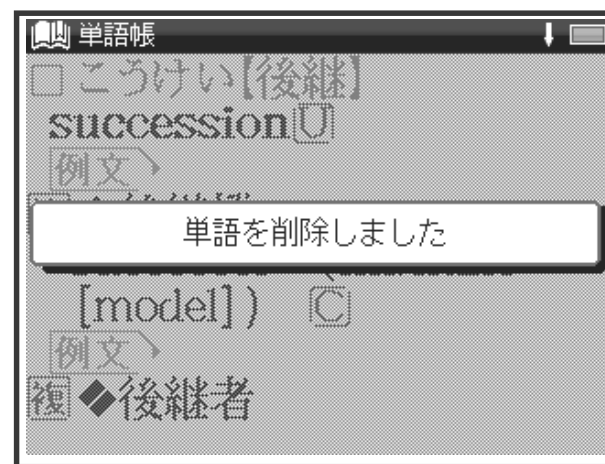 単語帳
□こうけい【後継】
succession U
例文
単語を削除しました
[model]) C
例文
複◆後継者